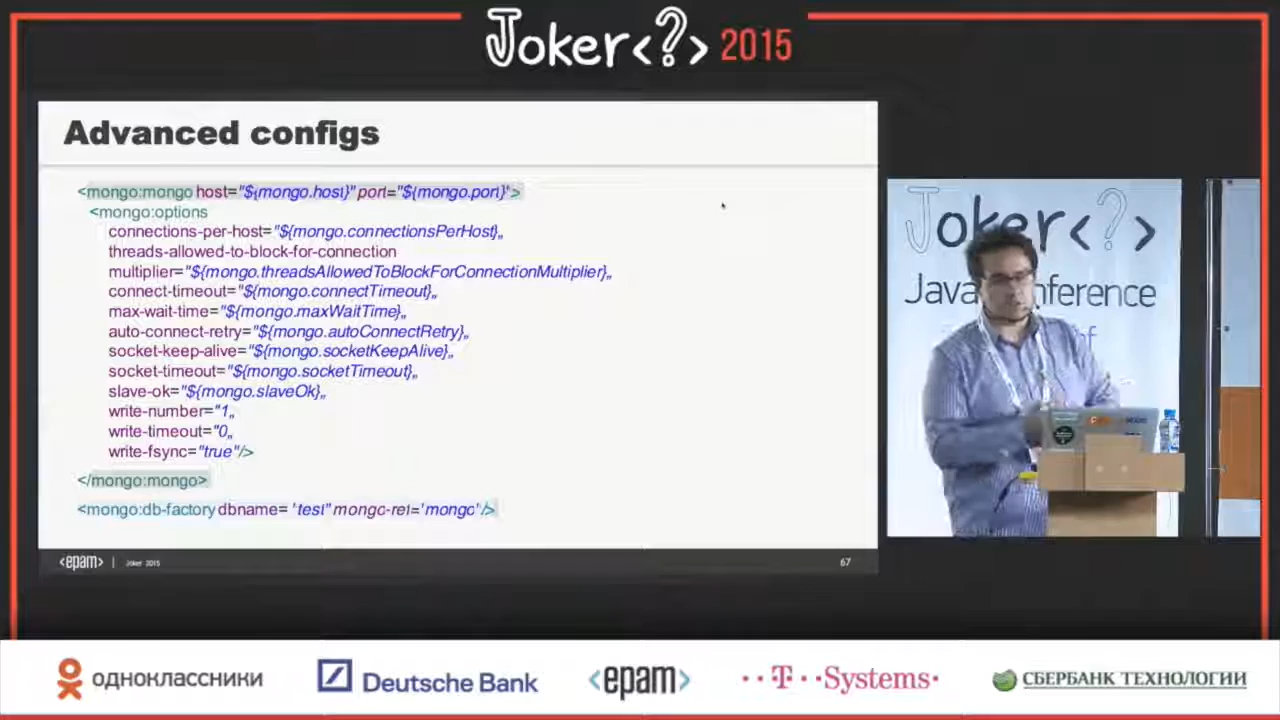 Joker<?> 2015
Advanced configs
<mongo:mongo host="${mongo.host}" port="${mongo.port}">
<mongo:options
connections-per-host="${mongo.connectionsPerHost}„
threads-allowed-to-block-for-connection
multiplier="${mongo.threadsAllowedToBlockForConnectionMultiplier}„
connect-timeout="${mongo.connectTimeout}„
max-wait-time="${mongo.maxWaitTime}„
auto-connect-retry="${mongo.autoConnectRetry}„
socket-keep-alive="${mongo.socketKeepAlive}„
socket-timeout="${mongo.socketTimeout}„
slave-ok="${mongo.slaveOk}„
write-number="1„
write-timeout="0„
write-fsync="true"/>
</mongo:mongo>
<mongo:db-factory dbname= 'test" mongo-ref='mongo'/>
<epam> | Joker 2015 67
Joker<?>
Java
nference
одноклассники
Deutsche Bank
<epam>
T Systems
СБЕРБАНК ТЕХНОЛОГИИ